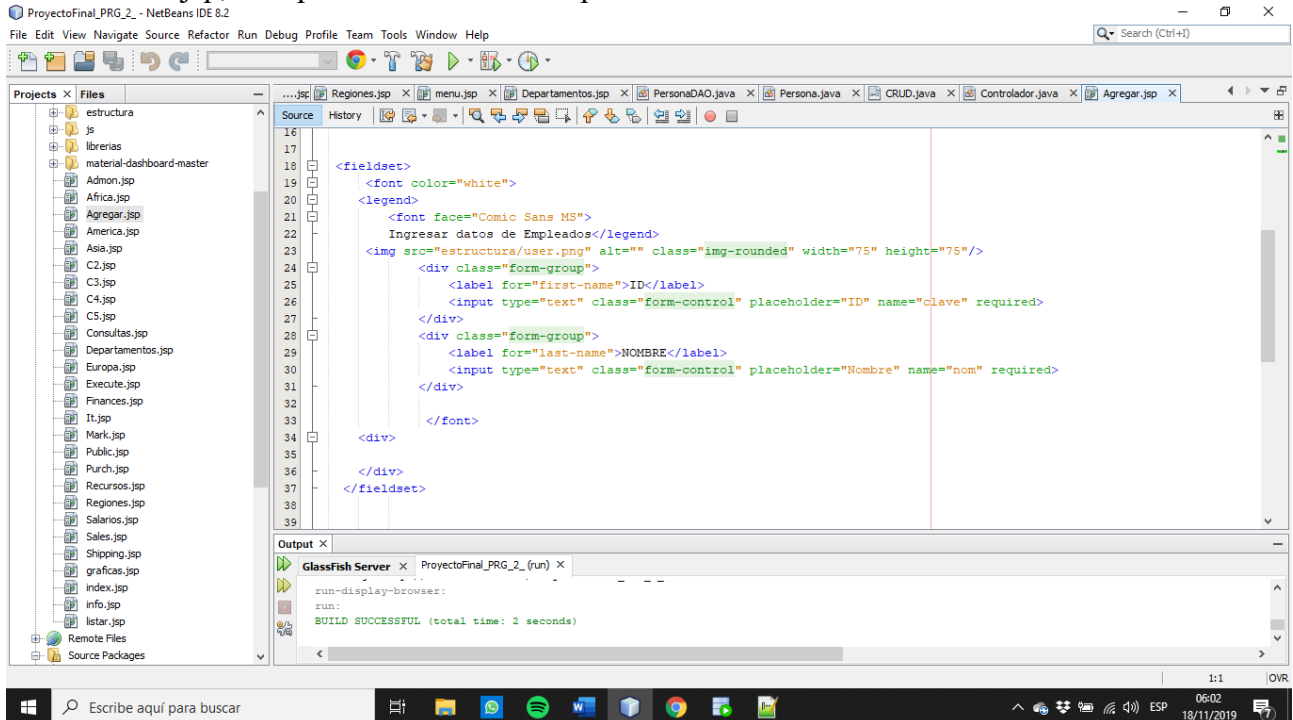 ProyectoFinal_PRG_2_ - NetBeans IDE 8.2
File Edit View Navigate Source Refactor Run Debug Profile Team Tools Window Help
Search (Ctrl+I)
Projects Files
....jsp Regiones.jsp menu.jsp Departamentos.jsp PersonaDAO.java Persona.java CRUD.java Controlador.java Agregar.jsp
Source History
estructura
js
librerias
material-dashboard-master
Admon.jsp
Africa.jsp
Agregar.jsp
America.jsp
Asia.jsp
C2.jsp
C3.jsp
C4.jsp
C5.jsp
Consultas.jsp
Departamentos.jsp
Europa.jsp
Execute.jsp
Finances.jsp
It.jsp
Mark.jsp
Public.jsp
Purch.jsp
Recursos.jsp
Regiones.jsp
Salarios.jsp
Sales.jsp
Shipping.jsp
graficas.jsp
index.jsp
info.jsp
listar.jsp
Remote Files
Source Packages
16
17
18 <fieldset>
19 <font color="white">
20 <legend>
21 <font face="Comic Sans MS">
22 Ingresar datos de Empleados</legend>
23 <img src="estructura/user.png" alt="" class="img-rounded" width="75" height="75"/>
24 <div class="form-group">
25 <label for="first-name">ID</label>
26 <input type="text" class="form-control" placeholder="ID" name="clave" required>
27 </div>
28 <div class="form-group">
29 <label for="last-name">NOMBRE</label>
30 <input type="text" class="form-control" placeholder="Nombre" name="nom" required>
31 </div>
32
33 </font>
34 <div>
35
36 </div>
37 </fieldset>
38
39
Output
GlassFish Server ProyectoFinal_PRG_2_ (run)
run-display-browser:
run:
BUILD SUCCESSFUL (total time: 2 seconds)
1:1 OVR
Escribe aquí para buscar
ESP
06:02
18/11/2019
7